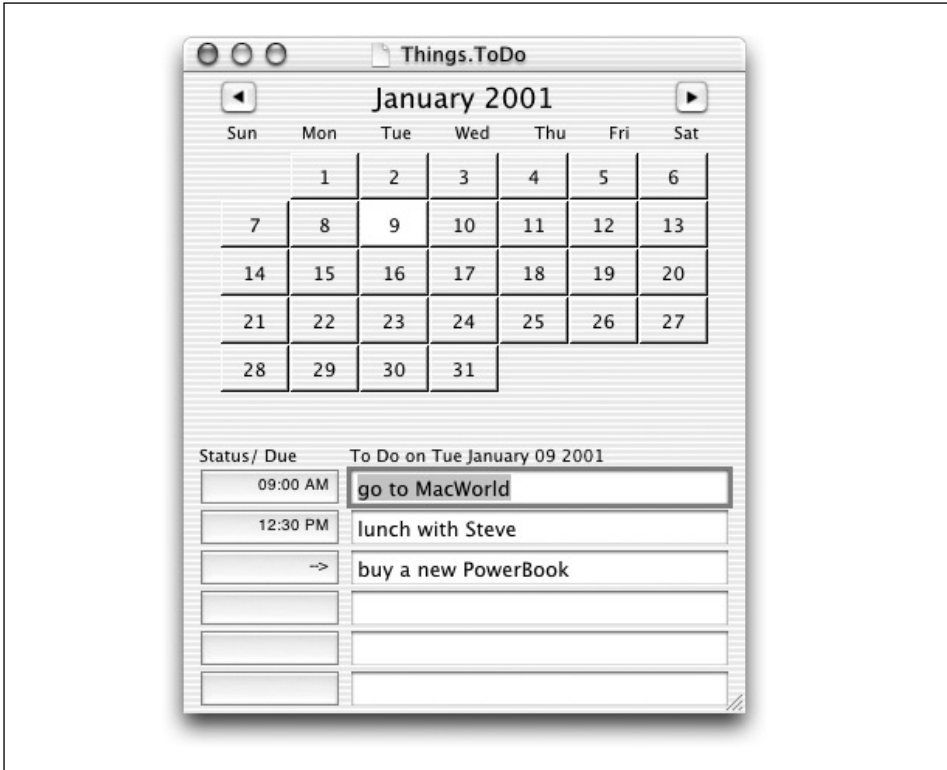 Things.ToDo
January 2001
Sun Mon Tue Wed Thu Fri Sat
1 2 3 4 5 6
7 8 9 10 11 12 13
14 15 16 17 18 19 20
21 22 23 24 25 26 27
28 29 30 31
Status/ Due To Do on Tue January 09 2001
09:00 AM go to MacWorld
12:30 PM lunch with Steve
--> buy a new PowerBook